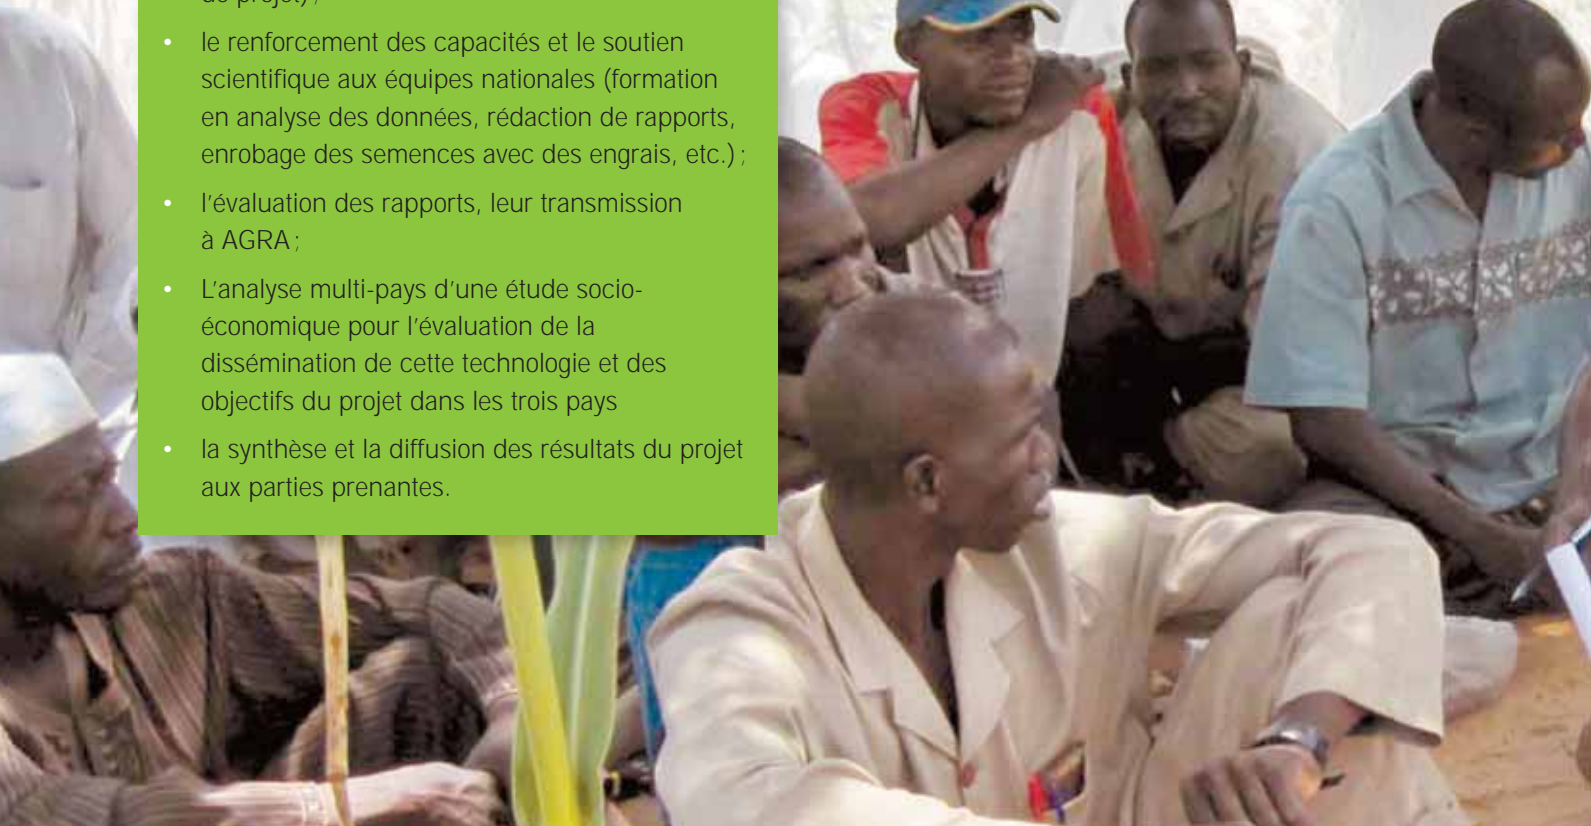 de projet) ;
• le renforcement des capacités et le soutien
scientifique aux équipes nationales (formation
en analyse des données, rédaction de rapports,
enrobage des semences avec des engrais, etc.) ;
• l'évaluation des rapports, leur transmission
à AGRA ;
• L'analyse multi-pays d'une étude socio-
économique pour l'évaluation de la
dissémination de cette technologie et des
objectifs du projet dans les trois pays
• la synthèse et la diffusion des résultats du projet
aux parties prenantes.